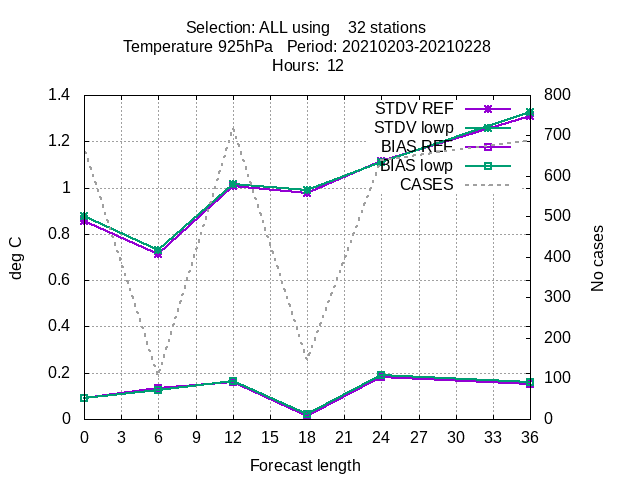 Selection: ALL using 32 stations
Temperature 925hPa Period: 20210203-20210228
Hours: 12
1.4
1.2
1
0.8
0.6
0.4
0.2
0
deg C
800
700
600
500
400
300
200
100
0
No cases
STDV REF
STDV lowp
BIAS REF
BIAS lowp
CASES
0 3 6 9 12 15 18 21 24 27 30 33 36
Forecast length